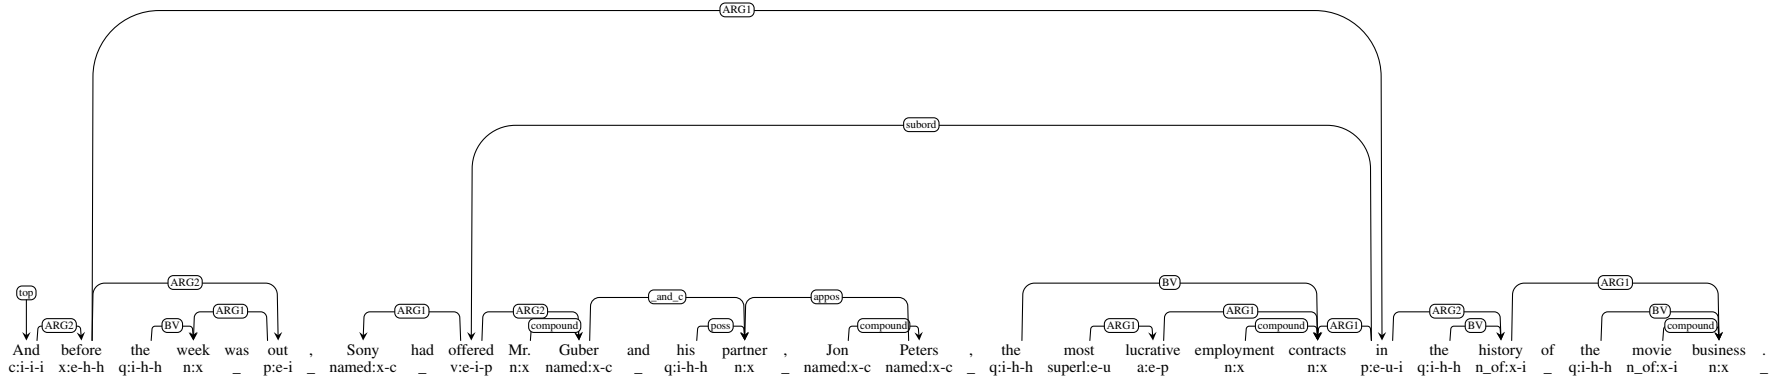 ARG1
subord
ARG2 BV ARG1
top _and_c appos
ARG2 BV ARG1 ARG1 ARG2 compound poss compound ARG1 ARG1 compound ARG1 ARG2 BV BV compound
And before the week was out , Sony had offered Mr. Guber and his partner , Jon Peters , the most lucrative employment contracts in the history of the movie business .
c:i-i-i x:e-h-h q:i-h-h n:x _ p:e-i _ named:x-c _ v:e-i-p n:x named:x-c _ q:i-h-h n:x _ named:x-c named:x-c _ q:i-h-h superl:e-u a:e-p n:x n:x p:e-u-i q:i-h-h n_of:x-i _ q:i-h-h n_of:x-i n:x _